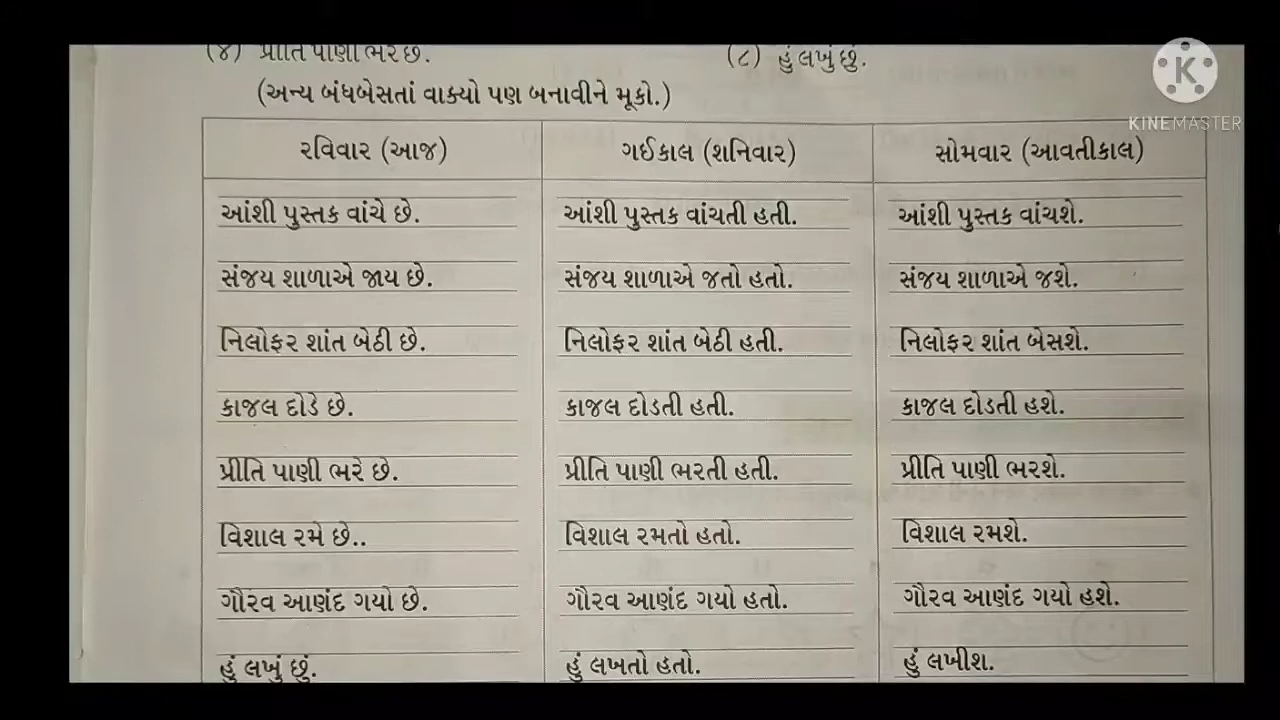 (૪) પ્રીતિ પાણી ભરે છે. (૮) હું લખું છું.
(અન્ય બંધબેસતાં વાક્યો પણ બનાવીને મૂકો.)
KINEMASTER
રવિવાર (આજ) ગઈકાલ (શનિવાર) સોમવાર (આવતીકાલ)
આંશી પુસ્તક વાંચે છે. આંશી પુસ્તક વાંચતી હતી. આંશી પુસ્તક વાંચશે.
સંજય શાળાએ જાય છે. સંજય શાળાએ જતો હતો. સંજય શાળાએ જશે.
નિલોફર શાંત બેઠી છે. નિલોફર શાંત બેઠી હતી. નિલોફર શાંત બેસશે.
કાજલ દોડે છે. કાજલ દોડતી હતી. કાજલ દોડતી હશે.
પ્રીતિ પાણી ભરે છે. પ્રીતિ પાણી ભરતી હતી. પ્રીતિ પાણી ભરશે.
વિશાલ રમે છે.. વિશાલ રમતો હતો. વિશાલ રમશે.
ગૌરવ આણંદ ગયો છે. ગૌરવ આણંદ ગયો હતો. ગૌરવ આણંદ ગયો હશે.
હું લખું છું. હું લખતો હતો. હું લખીશ.